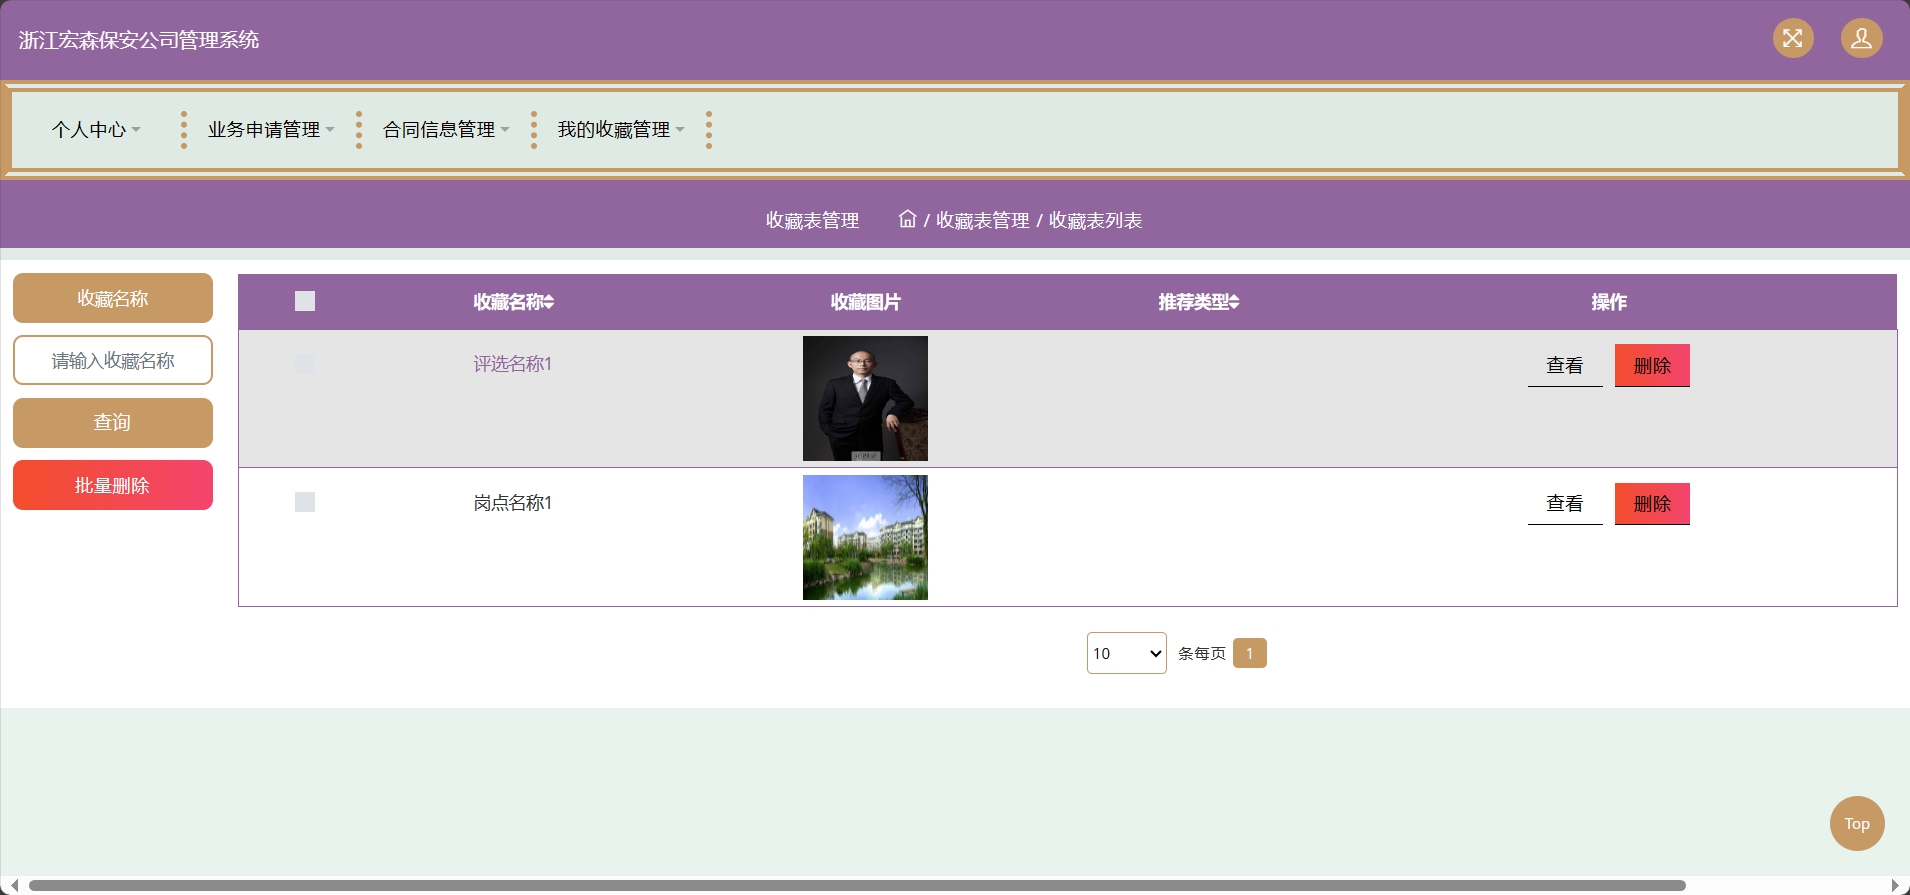 浙江宏森保安公司管理系统
个人中心 业务申请管理 合同信息管理 我的收藏管理
收藏表管理 / 收藏表管理 / 收藏表列表
收藏名称
请输入收藏名称
查询
批量删除
收藏名称 收藏图片 推荐类型 操作
评选名称1 查看 删除
岗点名称1 查看 删除
10 条每页 1
Top